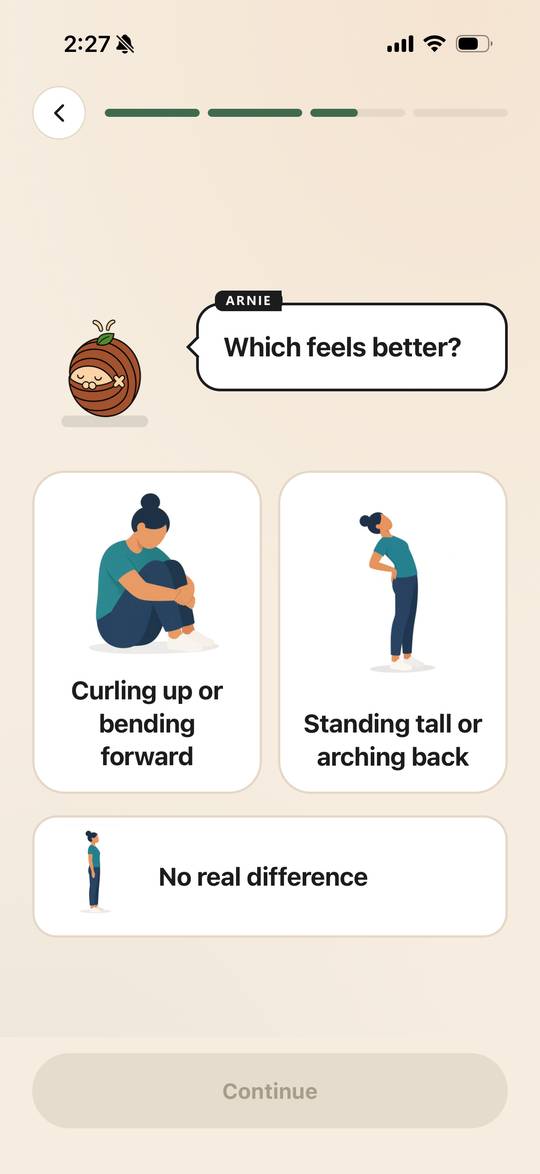 2:27
ARNIE
Which feels better?
Curling up or
bending
forward
Standing tall or
arching back
No real difference
Continue